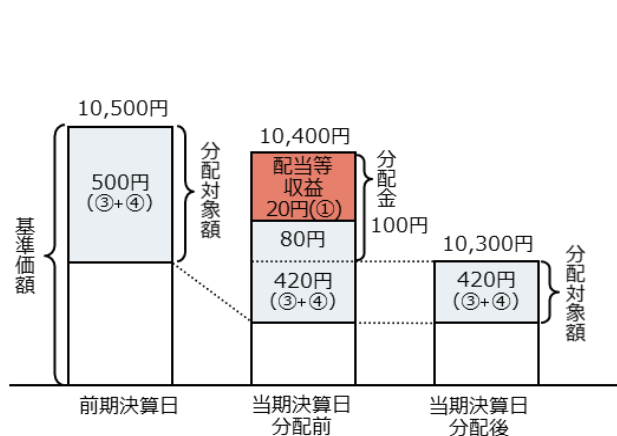 10,500円
500円
(③+④)
分配対象額
基準価額
前期決算日
10,400円
配当等
収益
20円(①)
80円
420円
(③+④)
分配金
100円
当期決算日
分配前
10,300円
420円
(③+④)
分配対象額
当期決算日
分配後